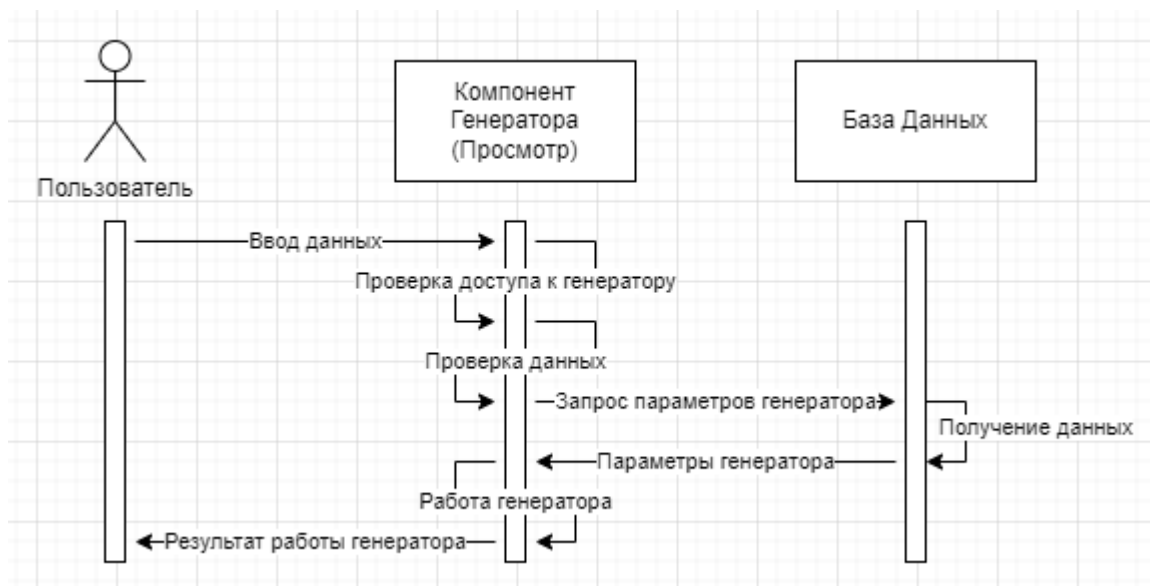 Компонент
Генератора
(Просмотр)
База Данных
Пользователь
Ввод данных
Проверка доступа к генератору
Проверка данных
Запрос параметров генератора
Получение данных
Параметры генератора
Работа генератора
Результат работы генератора